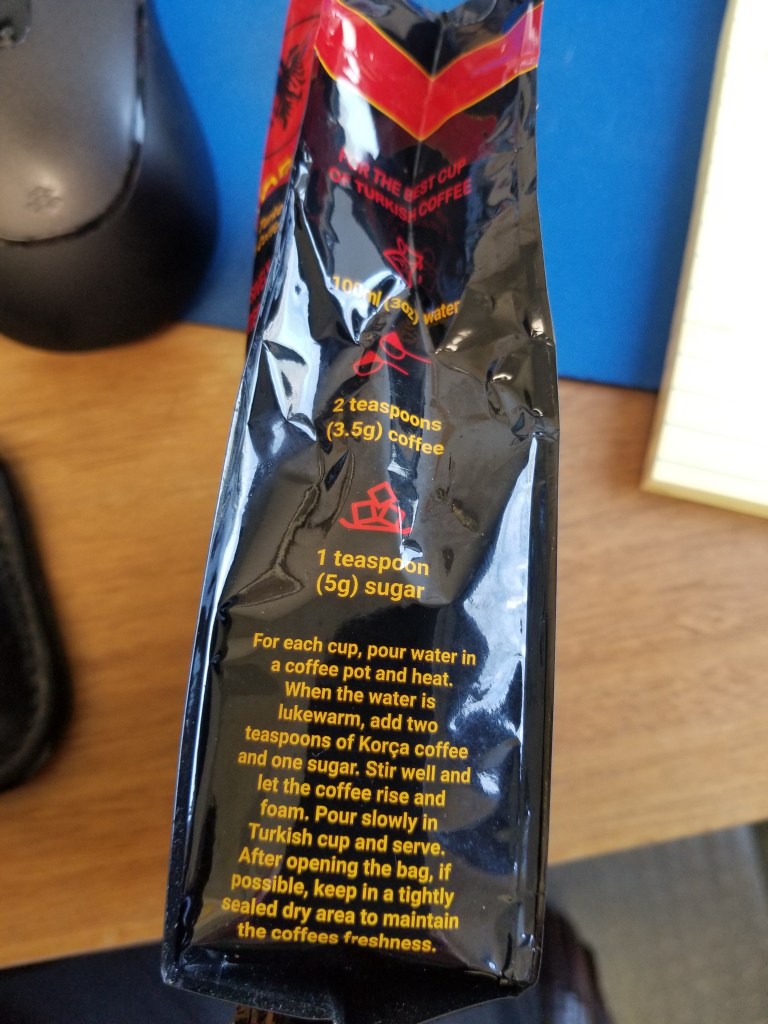 FOR THE BEST CUP
OF TURKISH COFFEE
100ml (3oz) water
2 teaspoons
(3.5g) coffee
1 teaspoon
(5g) sugar
For each cup, pour water in
a coffee pot and heat.
When the water is
lukewarm, add two
teaspoons of Korça coffee
and one sugar. Stir well and
let the coffee rise and
foam. Pour slowly in
Turkish cup and serve.
After opening the bag, if
possible, keep in a tightly
sealed dry area to maintain
the coffees freshness.